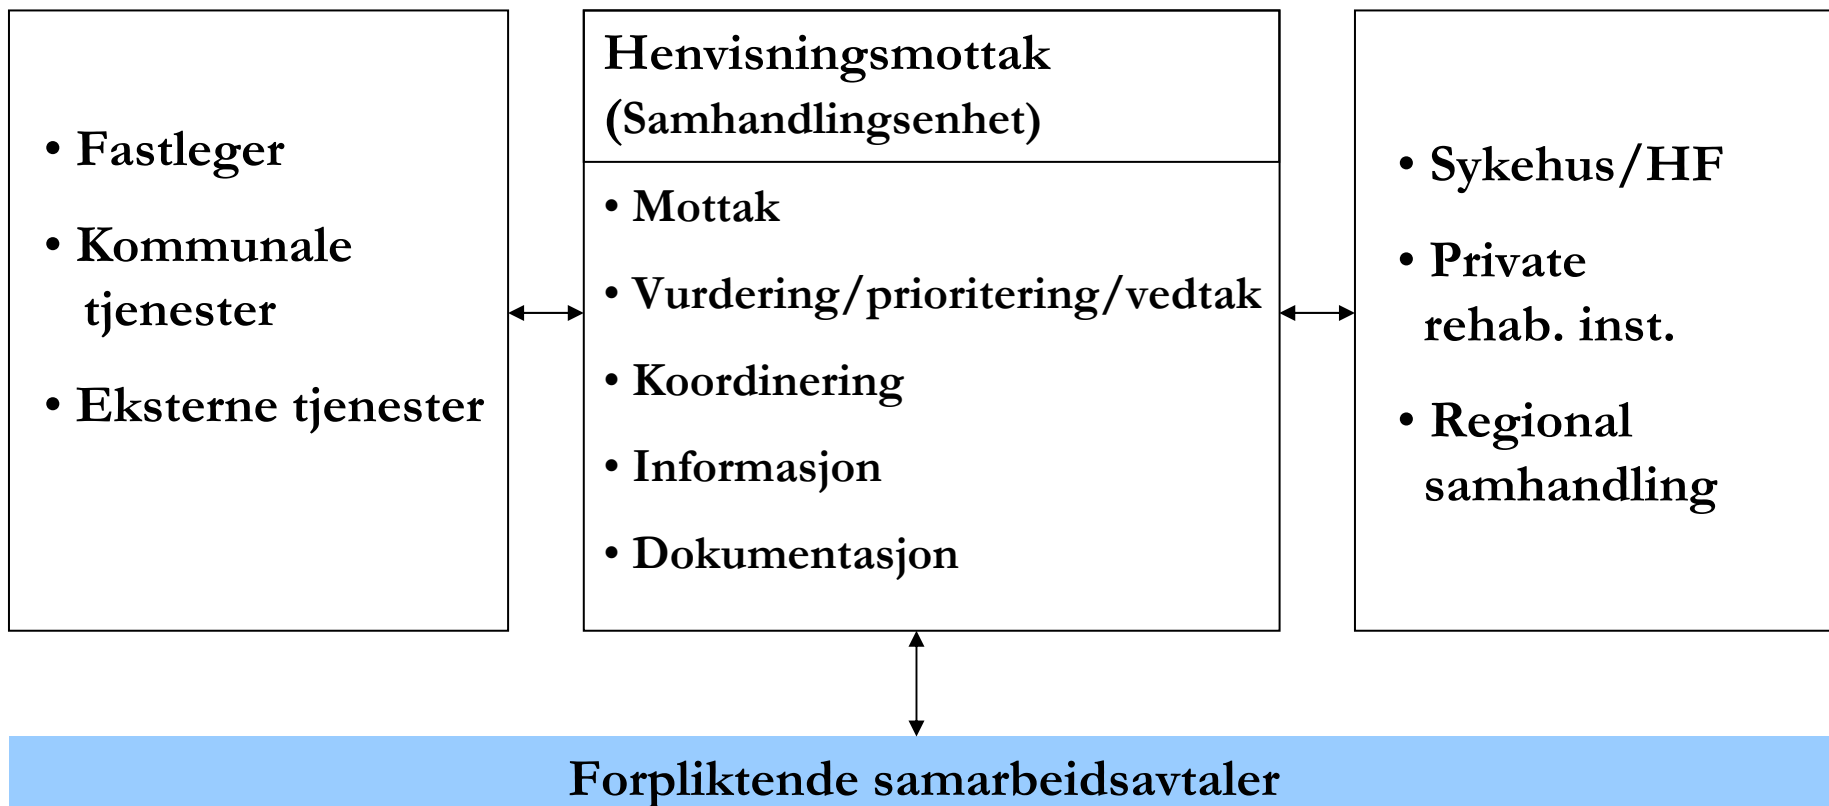 • Fastleger
• Kommunale
tjenester
• Eksterne tjenester
Henvisningsmottak
(Samhandlingsenhet)
• Mottak
• Vurdering/prioritering/vedtak
• Koordinering
• Informasjon
• Dokumentasjon
• Sykehus/HF
• Private
rehab. inst.
• Regional
samhandling
Forpliktende samarbeidsavtaler